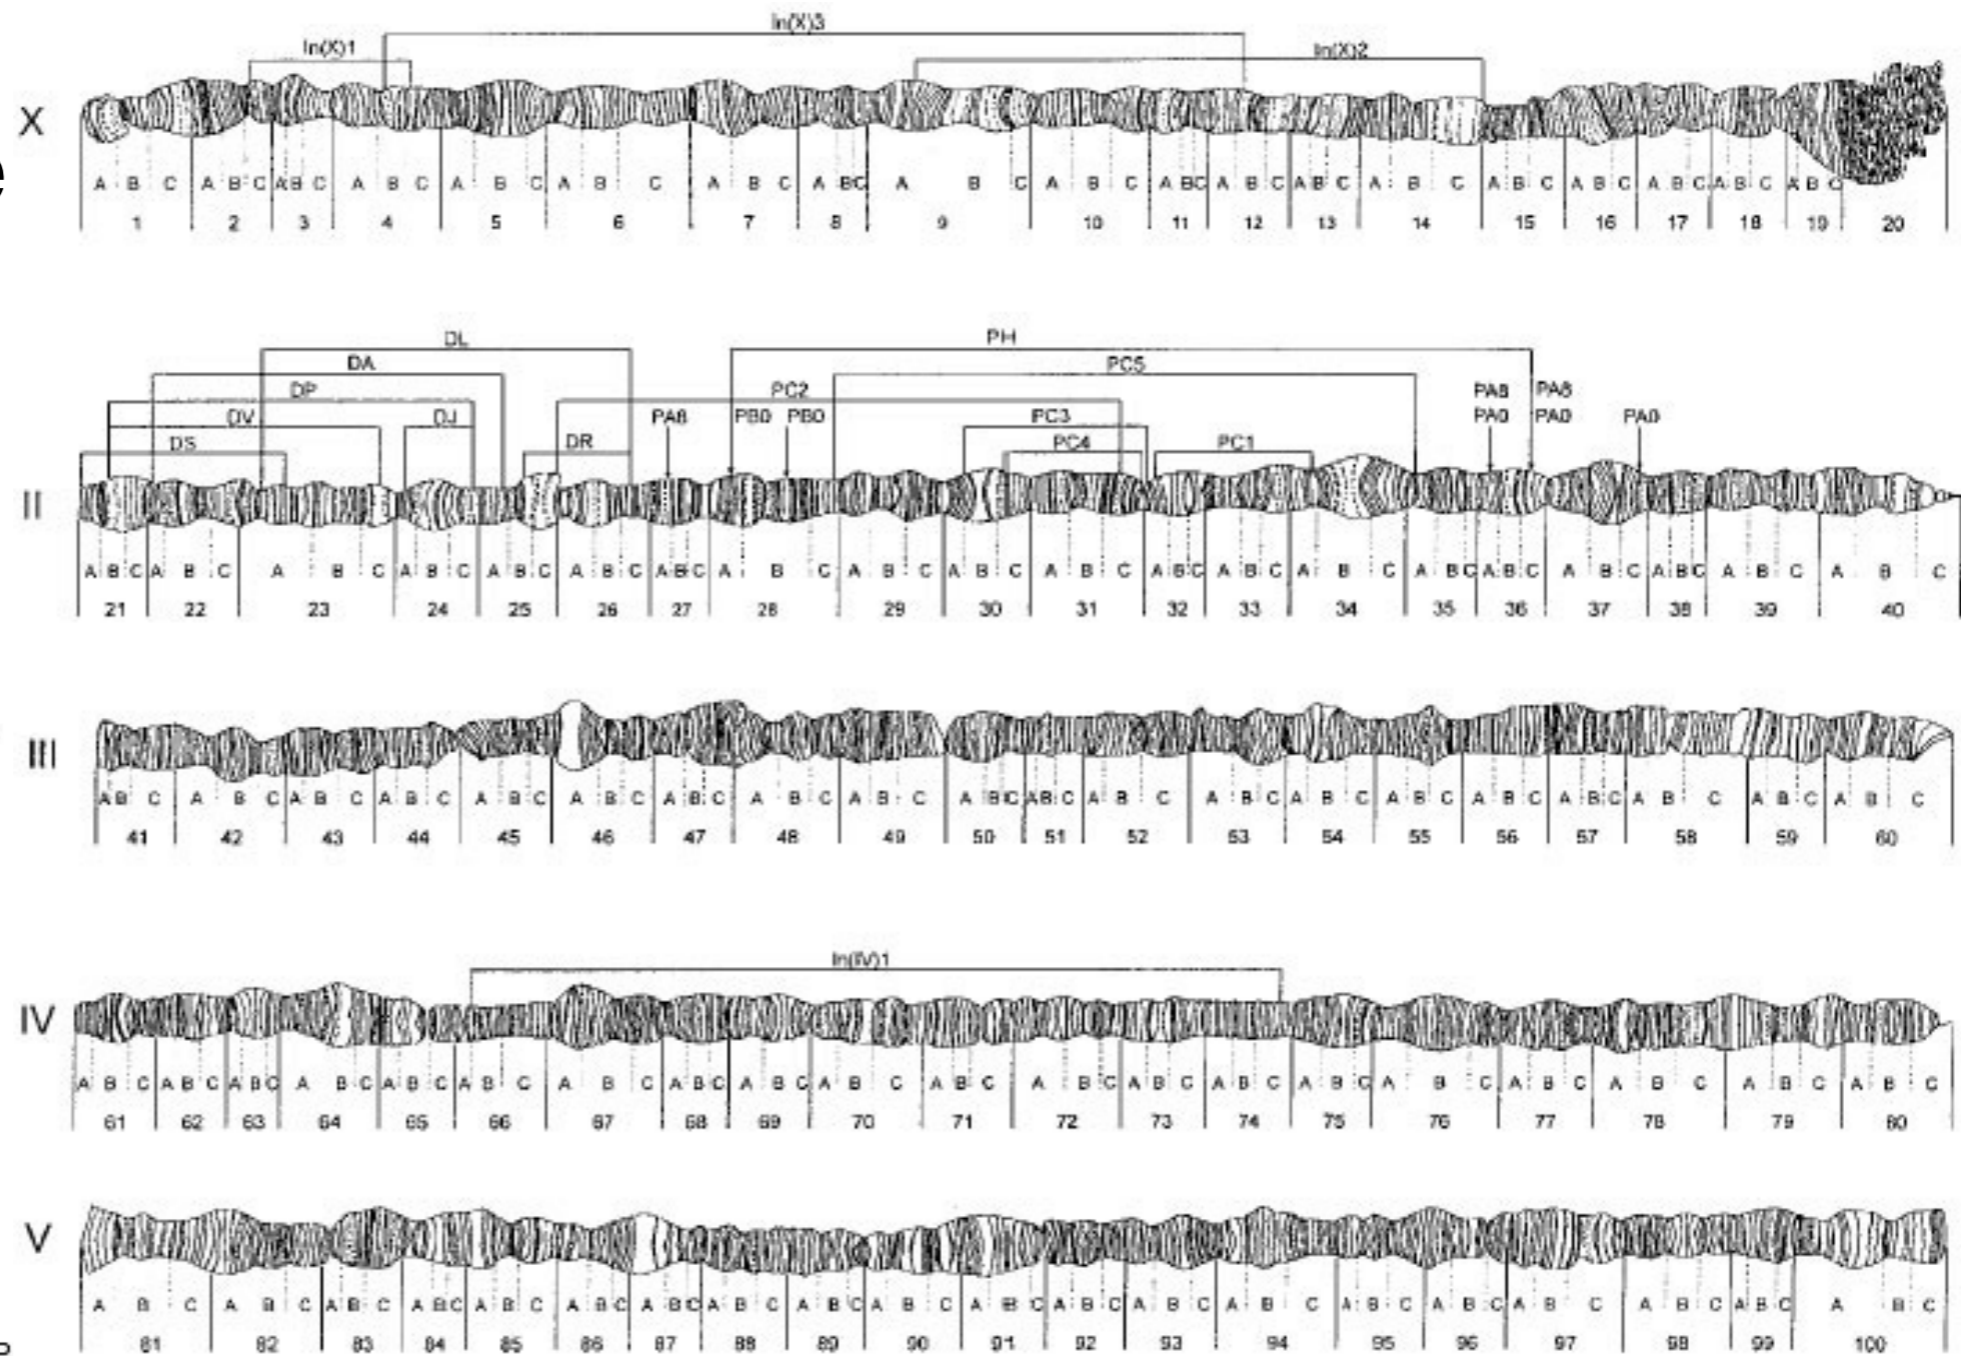 In(X)3
In(X)1 In(X)2
X
e
A B C A B C A B C A B C A B C A B C A B C A B C A B C A B C A B C A B C A B C A B C A B C A B C A B C A B C A B C
1 2 3 4 5 6 7 8 9 10 11 12 13 14 15 16 17 18 19 20
DL PH
DA PC5
DP PC2 PA8 PA8
DV DJ PA8 PB0 PB0 PC3 PA0 PA0 PA0
DS DR PC4 PC1
II
A B C A B C A B C A B C A B C A B C A B C A B C A B C A B C A B C A B C A B C A B C A B C A B C A B C A B C A B C A B C
21 22 23 24 25 26 27 28 29 30 31 32 33 34 35 36 37 38 39 40
III
A B C A B C A B C A B C A B C A B C A B C A B C A B C A B C A B C A B C A B C A B C A B C A B C A B C A B C A B C A B C
41 42 43 44 45 46 47 48 49 50 51 52 53 54 55 56 57 58 59 60
In(IV)1
IV
A B C A B C A B C A B C A B C A B C A B C A B C A B C A B C A B C A B C A B C A B C A B C A B C A B C A B C A B C A B C
61 62 63 64 65 66 67 68 69 70 71 72 73 74 75 76 77 78 79 80
V
A B C A B C A B C A B C A B C A B C A B C A B C A B C A B C A B C A B C A B C A B C A B C A B C A B C A B C A B C A B C
81 82 83 84 85 86 87 88 89 90 91 92 93 94 95 96 97 98 99 100